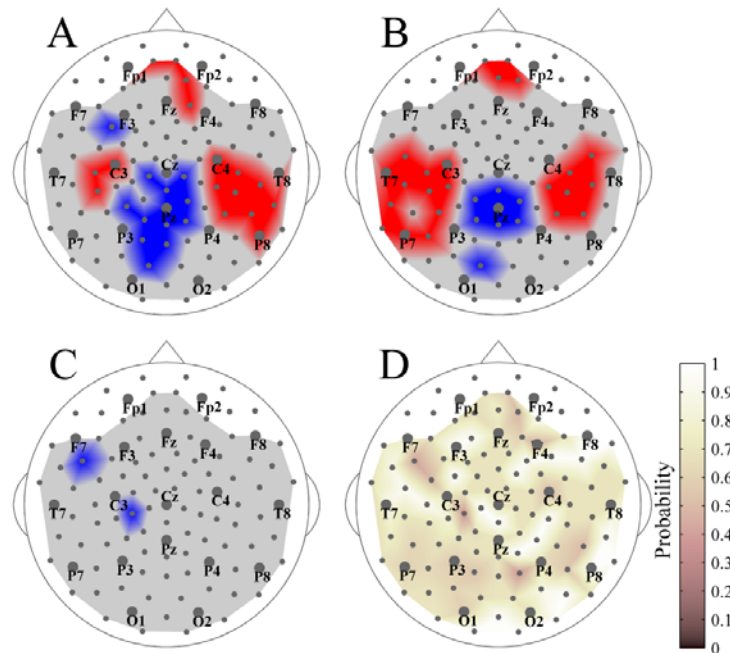 A
Fp1 Fp2
F7 F3 Fz F4 F8
T7 C3 Cz C4 T8
Pz
P7 P3 P4 P8
O1 O2
B
Fp1 Fp2
F7 F3 Fz F4 F8
T7 C3 Cz C4 T8
Pz
P7 P3 P4 P8
O1 O2
C
Fp1 Fp2
F7 F3 Fz F4 F8
T7 C3 Cz C4 T8
Pz
P7 P3 P4 P8
O1 O2
D
Fp1 Fp2
F7 F3 Fz F4 F8
T7 C3 Cz C4 T8
Pz
P7 P3 P4 P8
O1 O2
Probability
1
0.9
0.8
0.7
0.6
0.5
0.4
0.3
0.2
0.1
0